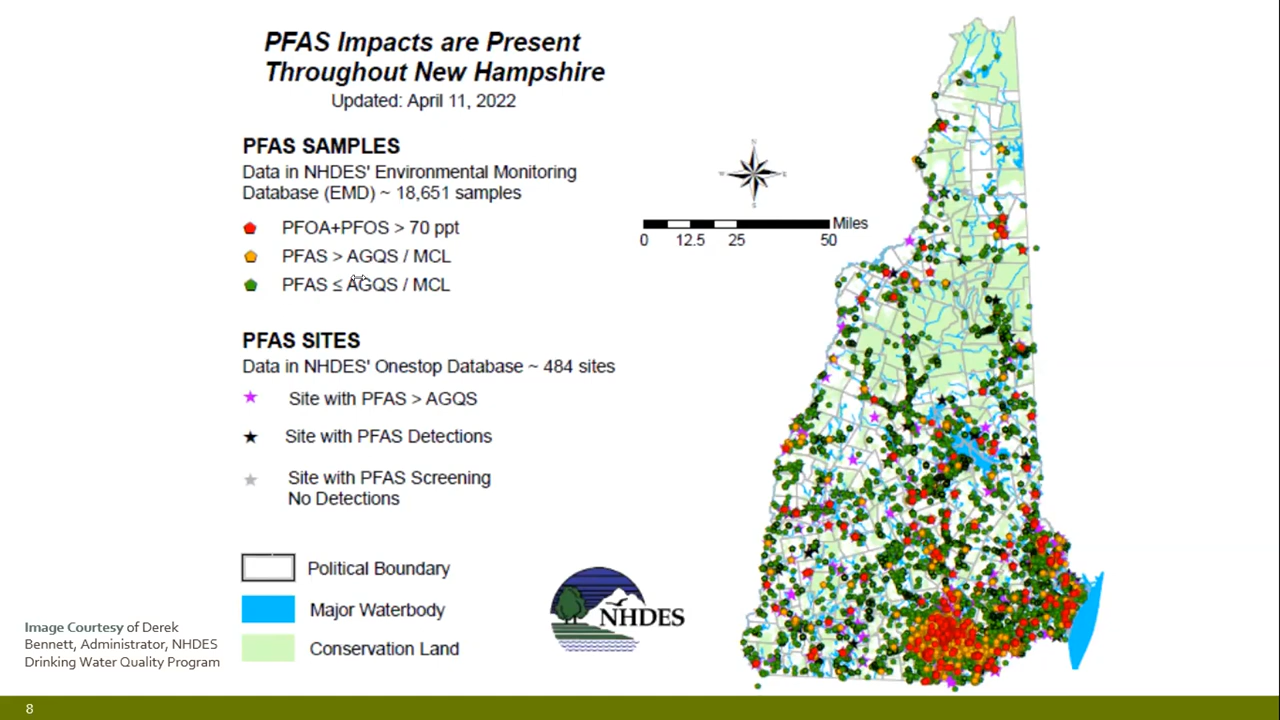 PFAS Impacts are Present
Throughout New Hampshire
Updated: April 11, 2022
PFAS SAMPLES
Data in NHDES' Environmental Monitoring
Database (EMD) ~ 18,651 samples
PFOA+PFOS > 70 ppt
PFAS > AGQS / MCL
PFAS ≤ AGQS / MCL
PFAS SITES
Data in NHDES' Onestop Database ~ 484 sites
Site with PFAS > AGQS
Site with PFAS Detections
Site with PFAS Screening
No Detections
Political Boundary
Major Waterbody
Conservation Land
Miles
0 12.5 25 50
NHDES
Image Courtesy of Derek
Bennett, Administrator, NHDES
Drinking Water Quality Program
8